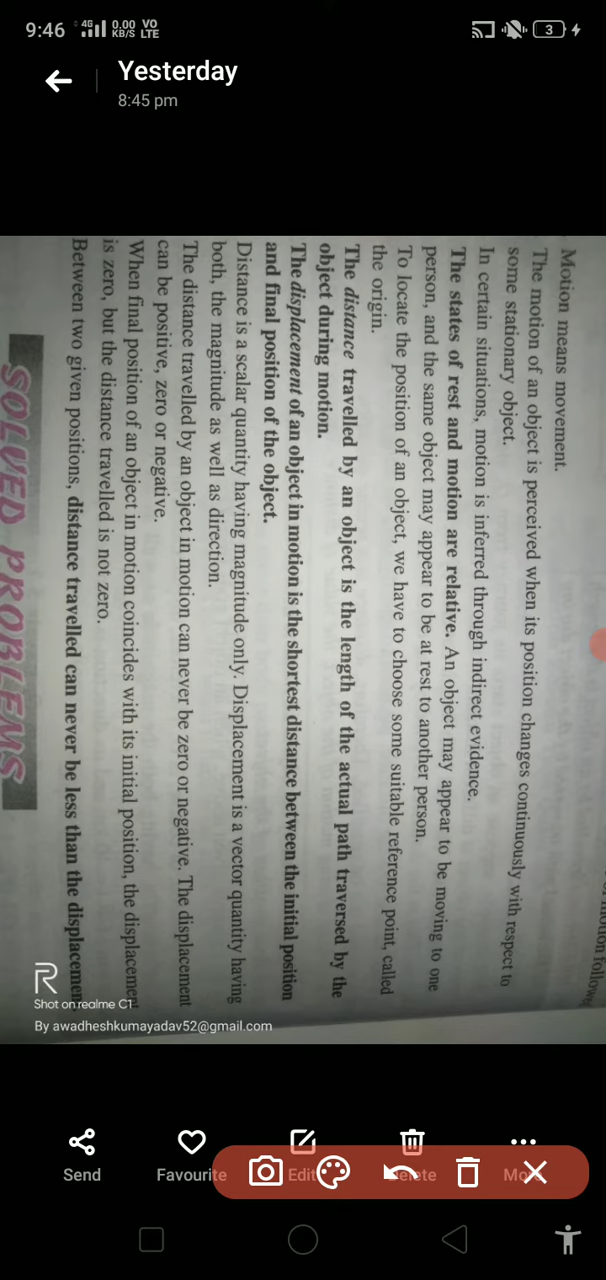 9:46 4G 0.00 KB/S VO LTE 3
Yesterday
8:45 pm
motion follow
Motion means movement.
The motion of an object is perceived when its position changes continuously with respect to
some stationary object.
In certain situations, motion is inferred through indirect evidence.
The states of rest and motion are relative. An object may appear to be moving to one
person, and the same object may appear to be at rest to another person.
To locate the position of an object, we have to choose some suitable reference point, called
the origin.
The distance travelled by an object is the length of the actual path traversed by the
object during motion.
The displacement of an object in motion is the shortest distance between the initial position
and final position of the object.
Distance is a scalar quantity having magnitude only. Displacement is a vector quantity having
both, the magnitude as well as direction.
The distance travelled by an object in motion can never be zero or negative. The displacement
can be positive, zero or negative.
When final position of an object in motion coincides with its initial position, the displacement
is zero, but the distance travelled is not zero.
Between two given positions, distance travelled can never be less than the displacement
SOLVED PROBLEMS
R
Shot on realme C1
By awadheshkumayadav52@gmail.com
Send Favourite Edit Delete More